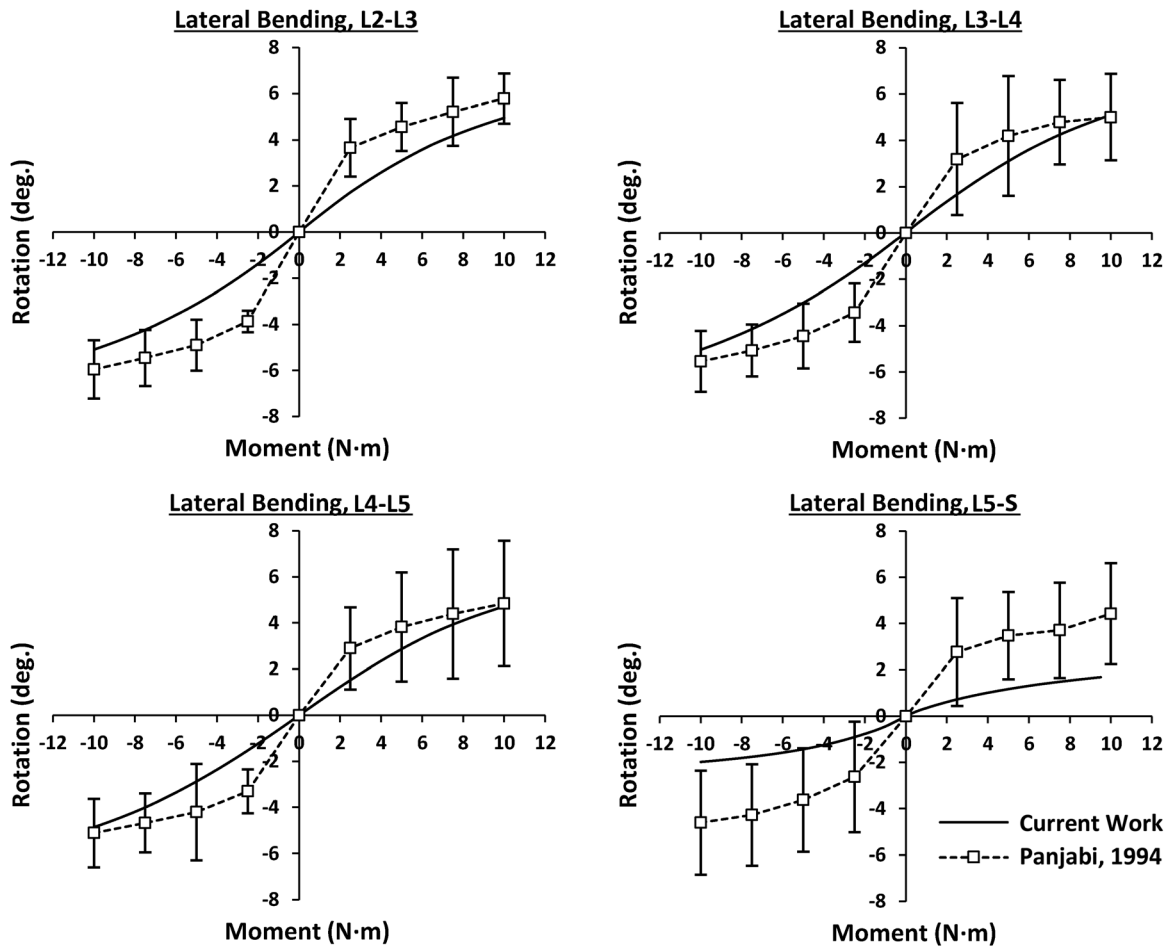 Lateral Bending, L2-L3
8
6
4
2
0
-2
-4
-6
-8
-12 -10 -8 -6 -4 -2 0 2 4 6 8 10 12
Rotation (deg.)
Moment (N·m)
Lateral Bending, L3-L4
8
6
4
2
0
-2
-4
-6
-8
-12 -10 -8 -6 -4 -2 0 2 4 6 8 10 12
Rotation (deg.)
Moment (N·m)
Lateral Bending, L4-L5
8
6
4
2
0
-2
-4
-6
-8
-12 -10 -8 -6 -4 -2 0 2 4 6 8 10 12
Rotation (deg.)
Moment (N·m)
Lateral Bending, L5-S
8
6
4
2
0
-2
-4
-6
-8
-12 -10 -8 -6 -4 -2 0 2 4 6 8 10 12
Rotation (deg.)
Moment (N·m)
Current Work
Panjabi, 1994